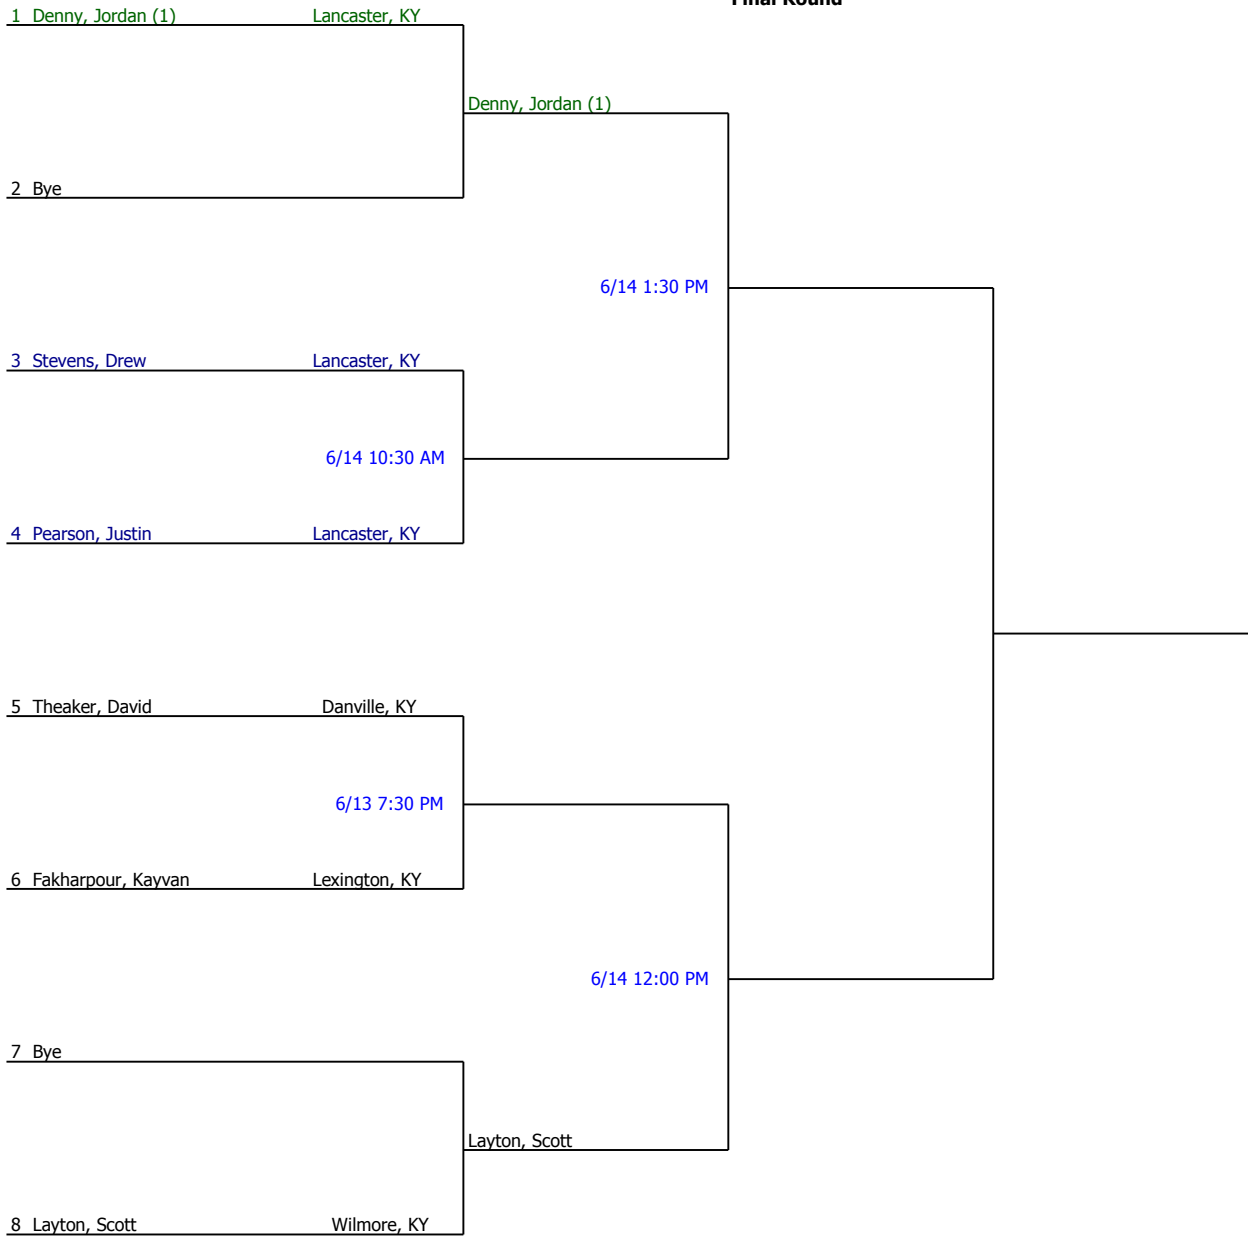 Final Round
1 Denny, Jordan (1) Lancaster, KY
Denny, Jordan (1)
2 Bye
6/14 1:30 PM
3 Stevens, Drew Lancaster, KY
6/14 10:30 AM
4 Pearson, Justin Lancaster, KY
5 Theaker, David Danville, KY
6/13 7:30 PM
6 Fakharpour, Kayvan Lexington, KY
6/14 12:00 PM
7 Bye
Layton, Scott
8 Layton, Scott Wilmore, KY